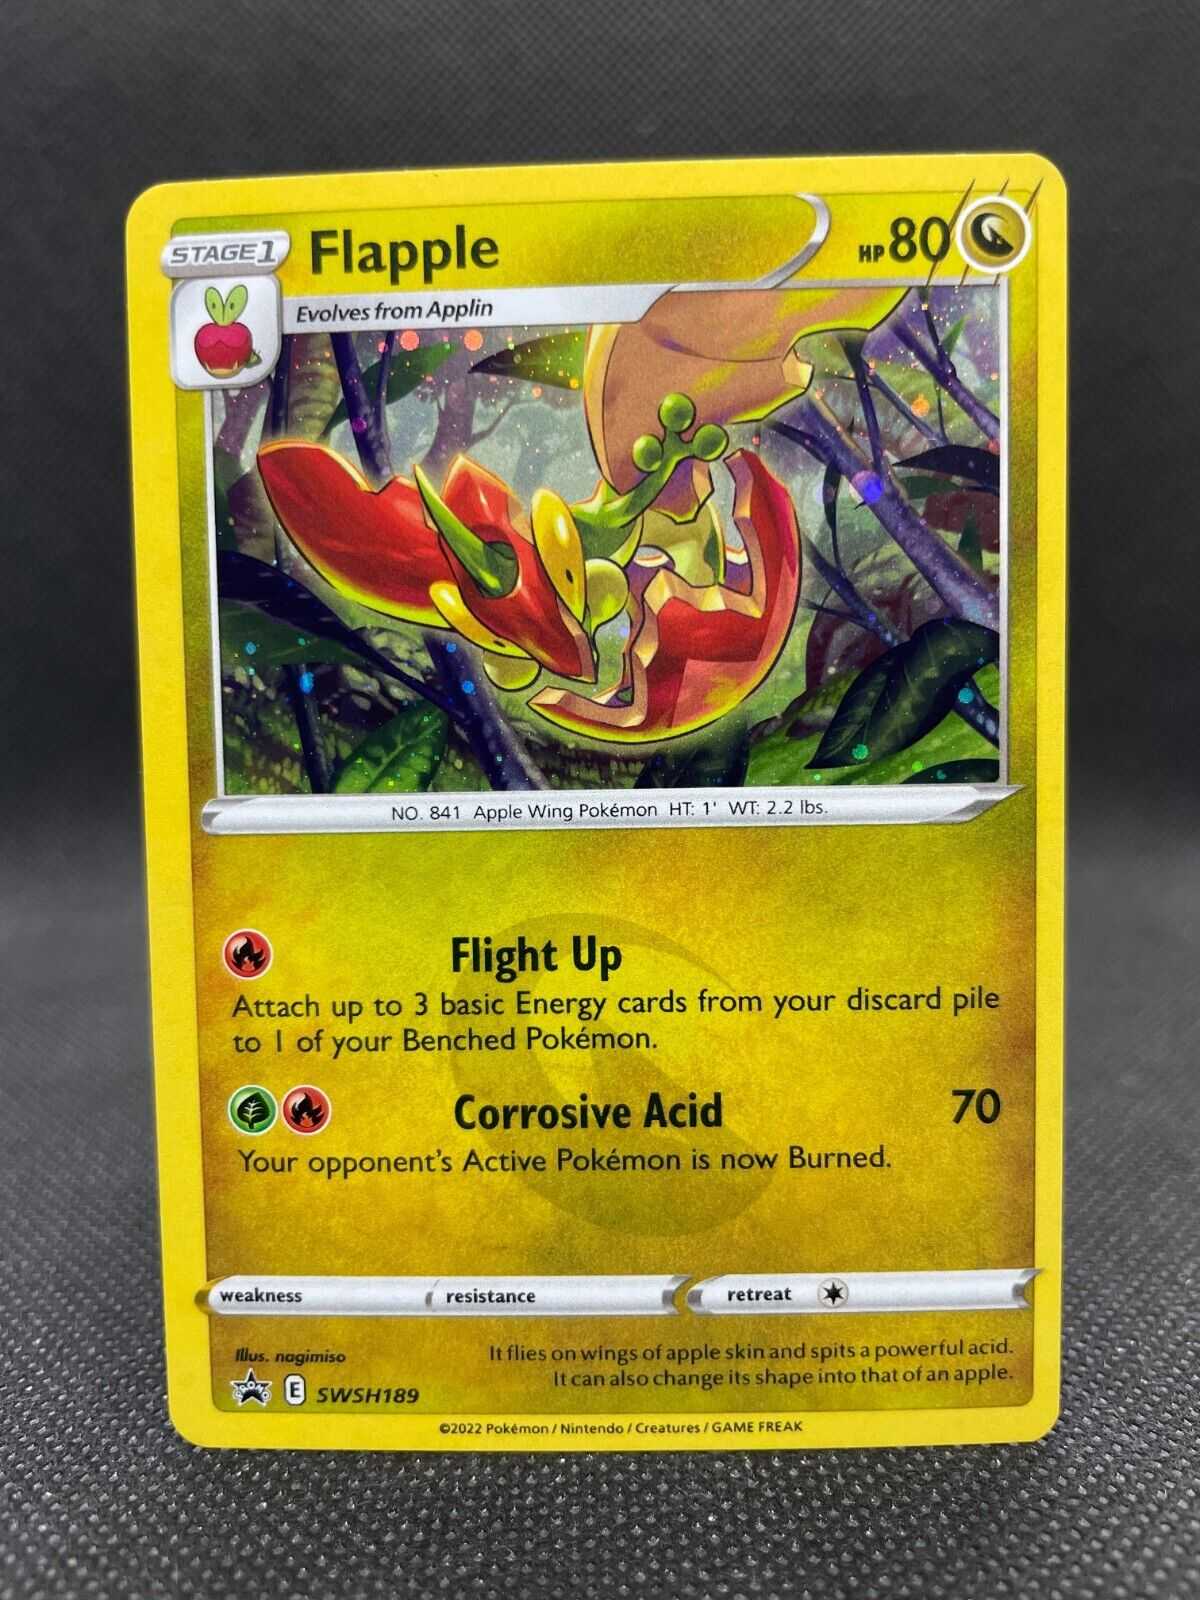 STAGE1
Flapple
HP 80
Evolves from Applin
NO. 841 Apple Wing Pokémon HT: 1' WT: 2.2 lbs.
Flight Up
Attach up to 3 basic Energy cards from your discard pile
to 1 of your Benched Pokémon.
Corrosive Acid 70
Your opponent's Active Pokémon is now Burned.
weakness resistance retreat
Illus. nagimiso
It flies on wings of apple skin and spits a powerful acid.
It can also change its shape into that of an apple.
PROMO E SWSH189
©2022 Pokémon / Nintendo / Creatures / GAME FREAK